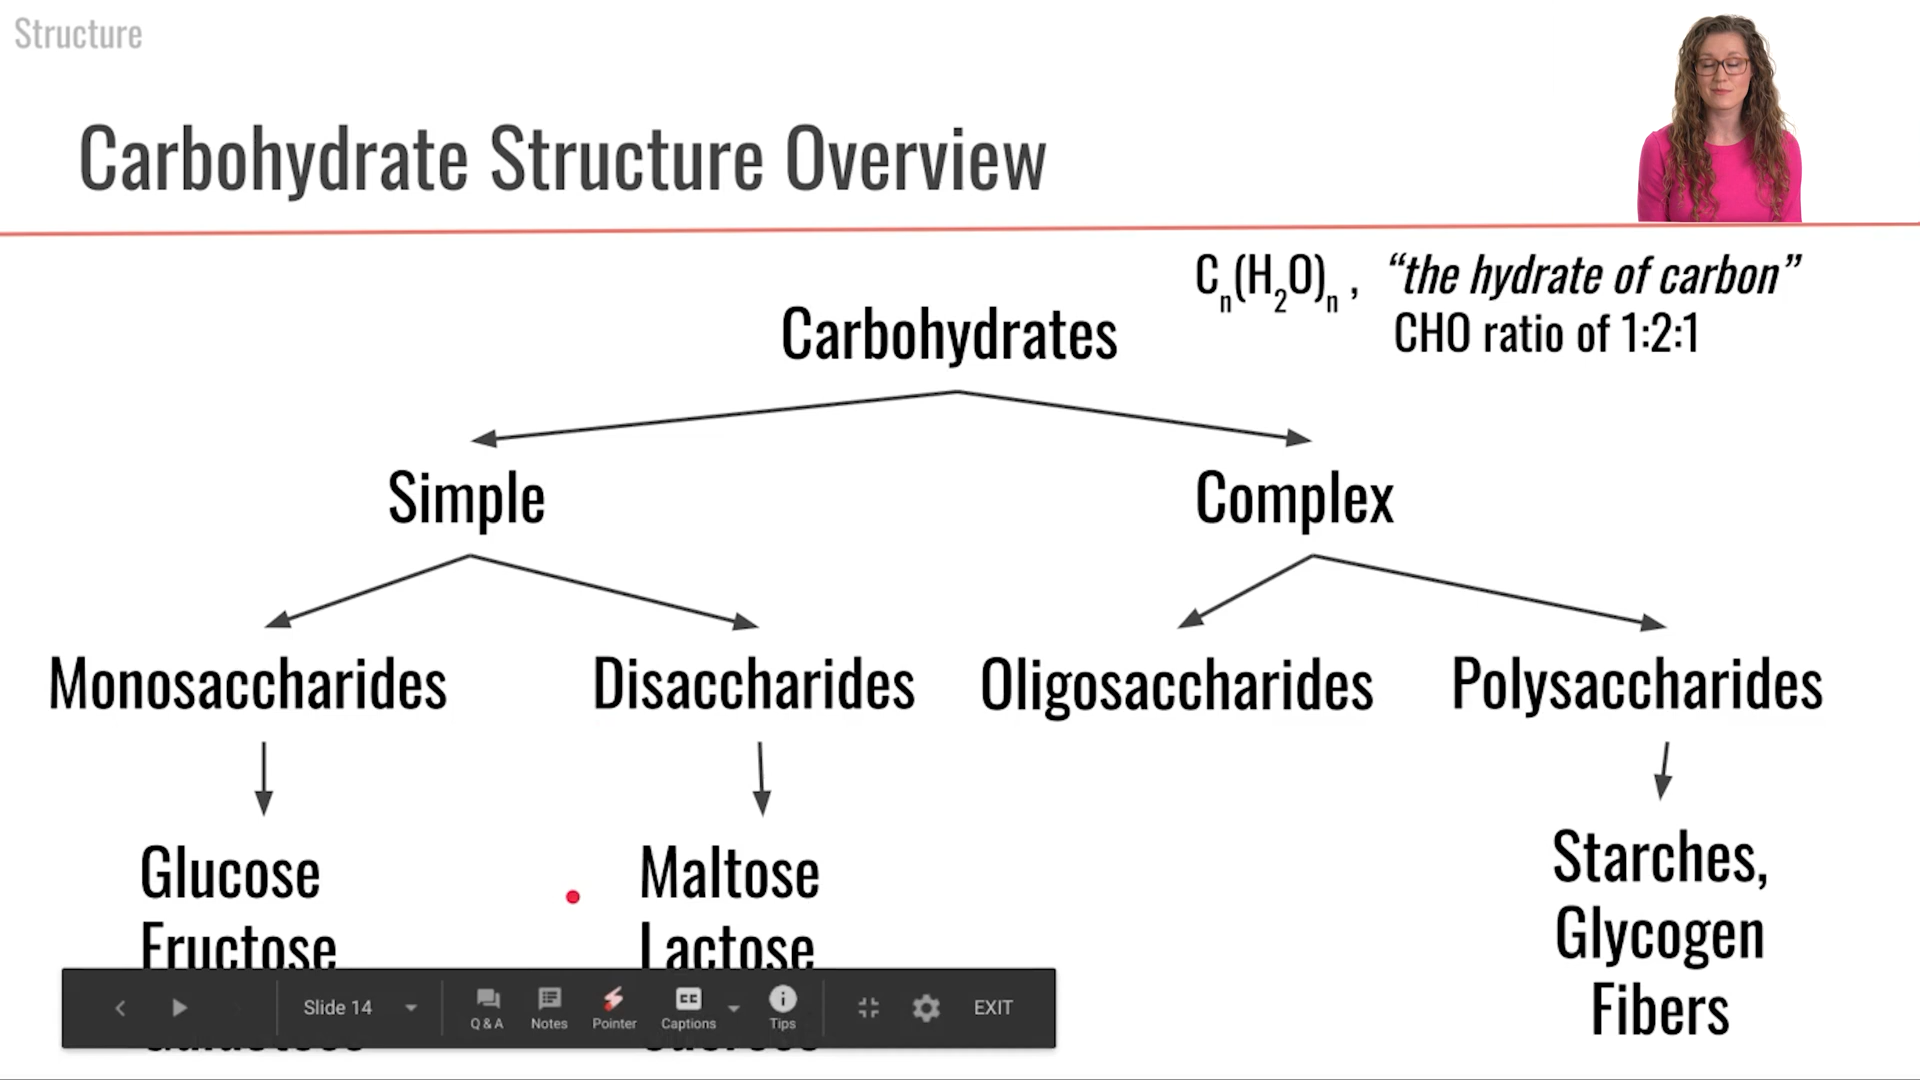 Structure
Carbohydrate Structure Overview
Cn(H2O)n , “the hydrate of carbon”
CHO ratio of 1:2:1
Carbohydrates
Simple Complex
Monosaccharides Disaccharides Oligosaccharides Polysaccharides
Glucose Maltose Starches,
Fructose Lactose Glycogen
Fibers
Slide 14 Q & A Notes Pointer CC Captions Tips EXIT